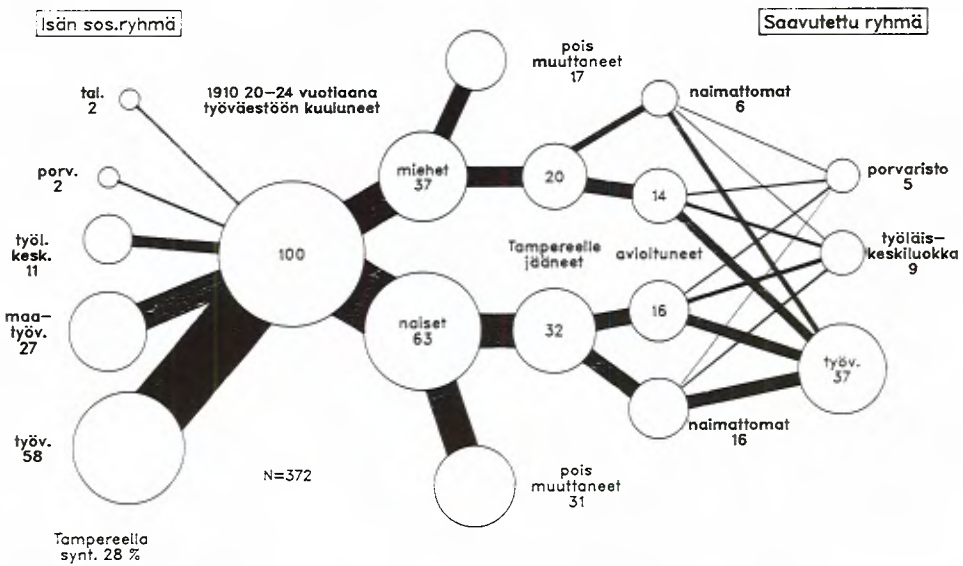 Isän sos.ryhmä
Saavutettu ryhmä
tal.
2
1910 20-24 vuotiaana
työväestöön kuuluneet
pois
muuttaneet
17
naimattomat
6
porv.
2
miehet
37
20
14
porvaristo
5
työl.
kesk.
11
100
Tampereelle
jääneet
avioituneet
työläis-
keskiluokka
9
maa-
työv.
27
naiset
63
32
16
työv.
37
työv.
58
naimattomat
16
N=372
pois
muuttaneet
31
Tampereella
synt. 28 %